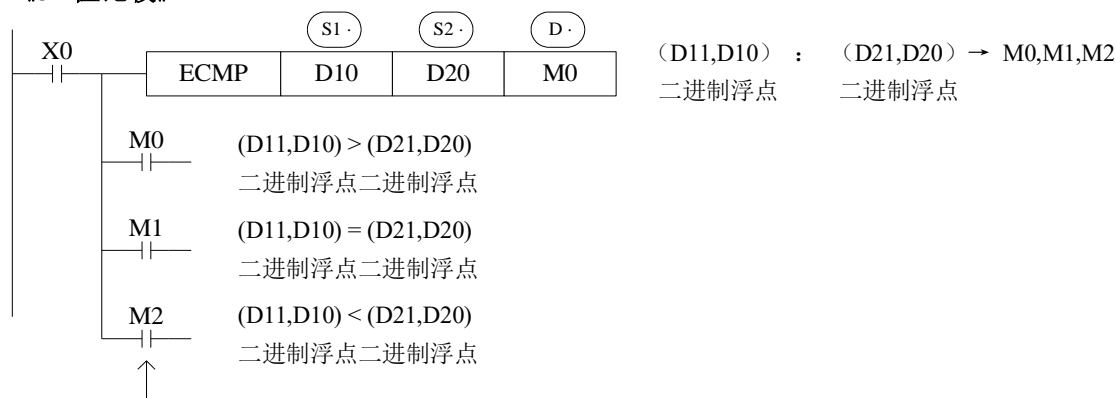 S1 · S2 · D ·
X0
ECMP D10 D20 M0
（D11,D10） : （D21,D20）→ M0,M1,M2
二进制浮点 二进制浮点
M0 (D11,D10) > (D21,D20)
二进制浮点二进制浮点
M1 (D11,D10) = (D21,D20)
二进制浮点二进制浮点
M2 (D11,D10) < (D21,D20)
二进制浮点二进制浮点